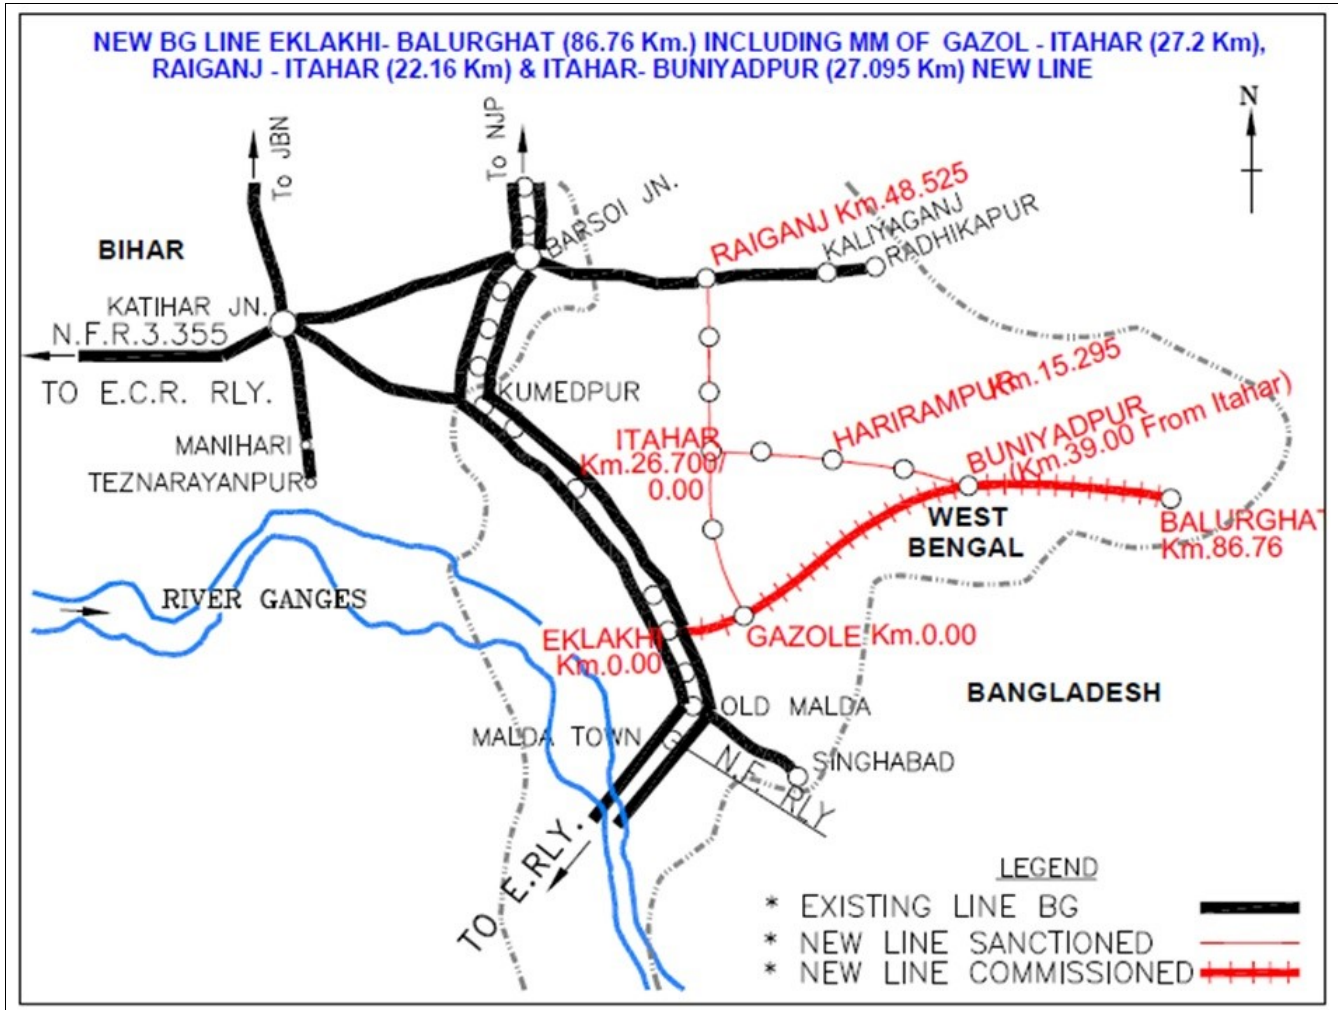 NEW BG LINE EKLAKHI- BALURGHAT (86.76 Km.) INCLUDING MM OF GAZOL - ITAHAR (27.2 Km),
RAIGANJ - ITAHAR (22.16 Km) & ITAHAR- BUNIYADPUR (27.095 Km) NEW LINE
N
To JBN
To NJP
BIHAR
BARSOI JN.
RAIGANJ Km.48.525
KALIYAGANJ
RADHIKAPUR
KATIHAR JN.
N.F.R.3.355
TO E.C.R. RLY.
KUMEDPUR
MANIHARI
TEZNARAYANPUR
ITAHAR
Km.26.700/
0.00
HARIRAMPUR
Km.15.295
BUNIYADPUR
(Km.39.00 From Itahar)
WEST
BENGAL
BALURGHAT
Km.86.76
RIVER GANGES
EKLAKHI
Km.0.00
GAZOLE Km.0.00
BANGLADESH
OLD MALDA
MALDA TOWN
SINGHABAD
N.F. RLY
TO E.RLY.
LEGEND
* EXISTING LINE BG
* NEW LINE SANCTIONED
* NEW LINE COMMISSIONED